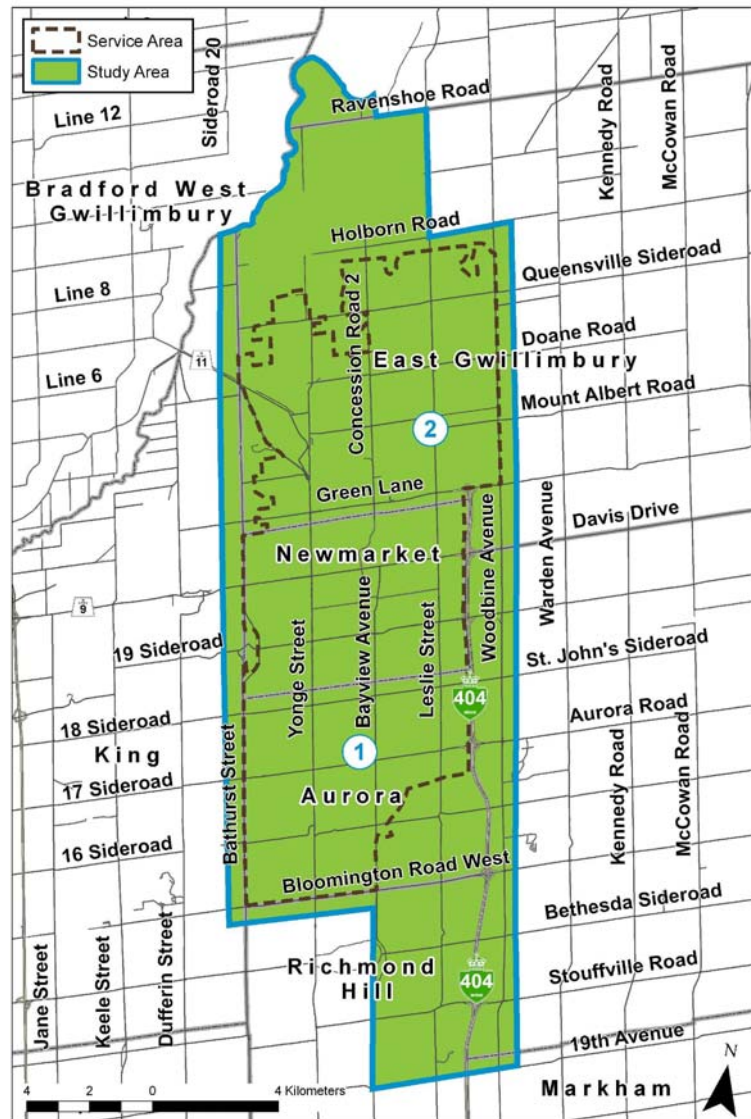 Service Area
Study Area
Sideroad 20
Line 12
Ravenshoe Road
Kennedy Road
McCowan Road
Bradford West
Gwillimbury
Holborn Road
Queensville Sideroad
Line 8
Concession Road 2
Doane Road
11
East Gwillimbury
Line 6
Mount Albert Road
2
Green Lane
Woodbine Avenue
Warden Avenue
Davis Drive
Newmarket
9
Bayview Avenue
19 Sideroad
Yonge Street
Leslie Street
St. John's Sideroad
404
18 Sideroad
Aurora Road
King
1
Bathurst Street
Kennedy Road
McCowan Road
17 Sideroad
Aurora
16 Sideroad
Bloomington Road West
Bethesda Sideroad
Jane Street
Keele Street
Dufferin Street
Richmond
Hill
404
Stouffville Road
19th Avenue
N
4 2 0 4 Kilometers
Markham